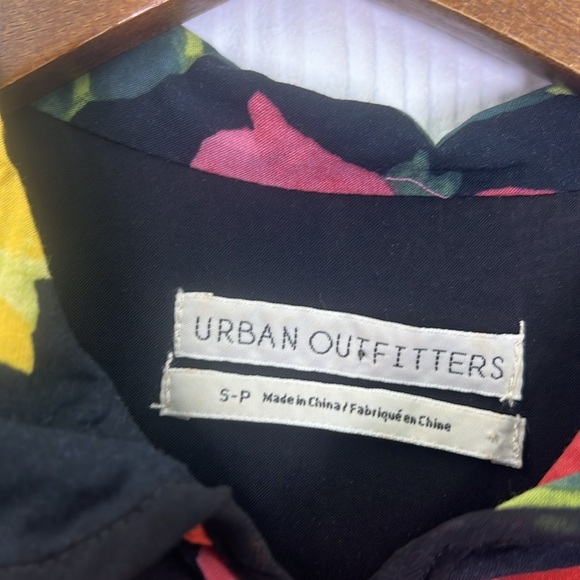 URBAN OUTFITTERS
S-P Made in China / Fabriqué en Chine